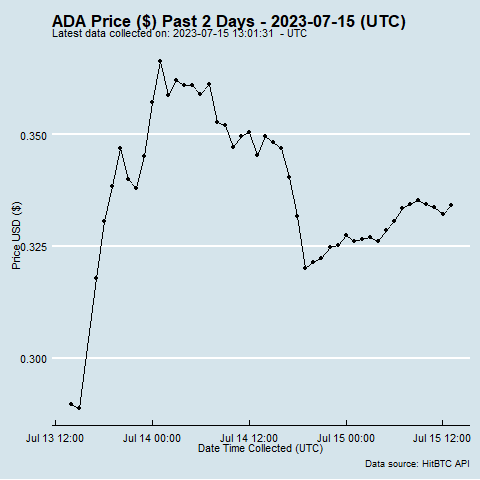 ADA Price ($) Past 2 Days - 2023-07-15 (UTC)
Latest data collected on: 2023-07-15 13:01:31 - UTC
Price USD ($)
0.350
0.325
0.300
Jul 13 12:00 Jul 14 00:00 Jul 14 12:00 Jul 15 00:00 Jul 15 12:00
Date Time Collected (UTC)
Data source: HitBTC API